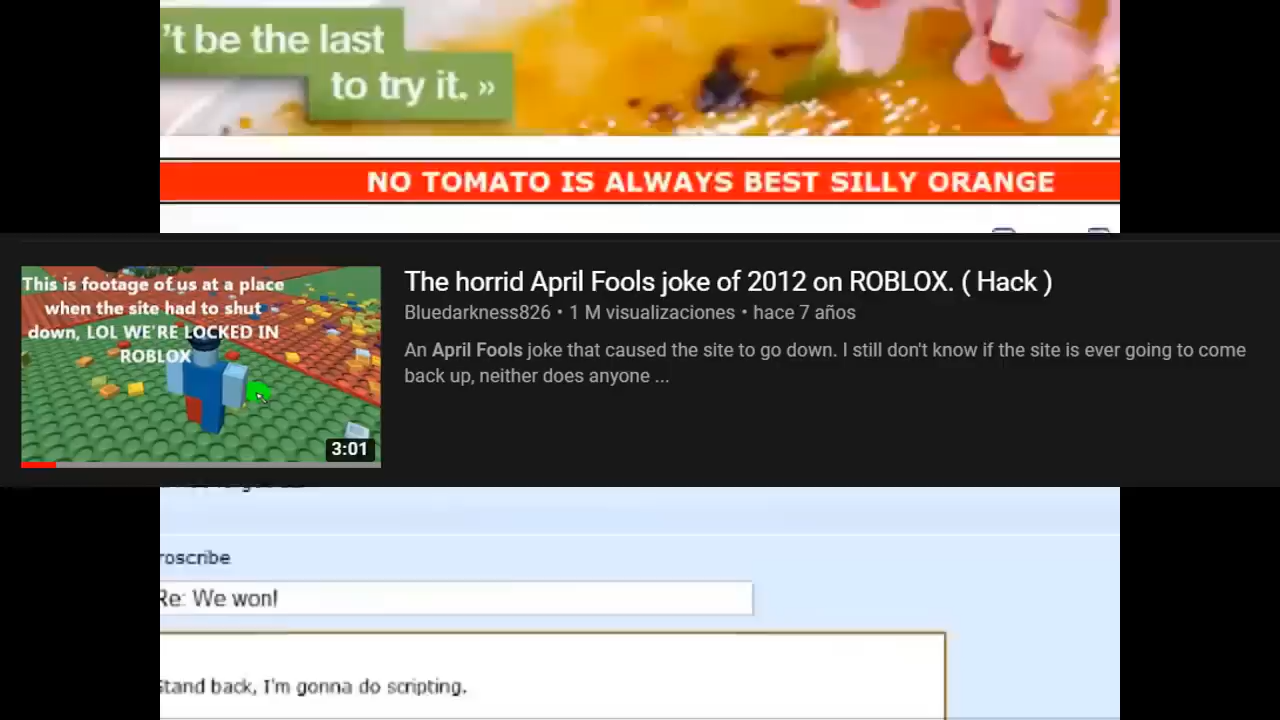 't be the last
to try it. »
NO TOMATO IS ALWAYS BEST SILLY ORANGE
This is footage of us at a place
when the site had to shut
down, LOL WE'RE LOCKED IN
ROBLOX
3:01
The horrid April Fools joke of 2012 on ROBLOX. ( Hack )
Bluedarkness826 • 1 M visualizaciones • hace 7 años
An April Fools joke that caused the site to go down. I still don't know if the site is ever going to come
back up, neither does anyone ...
roscribe
Re: We won!
Stand back, I'm gonna do scripting.